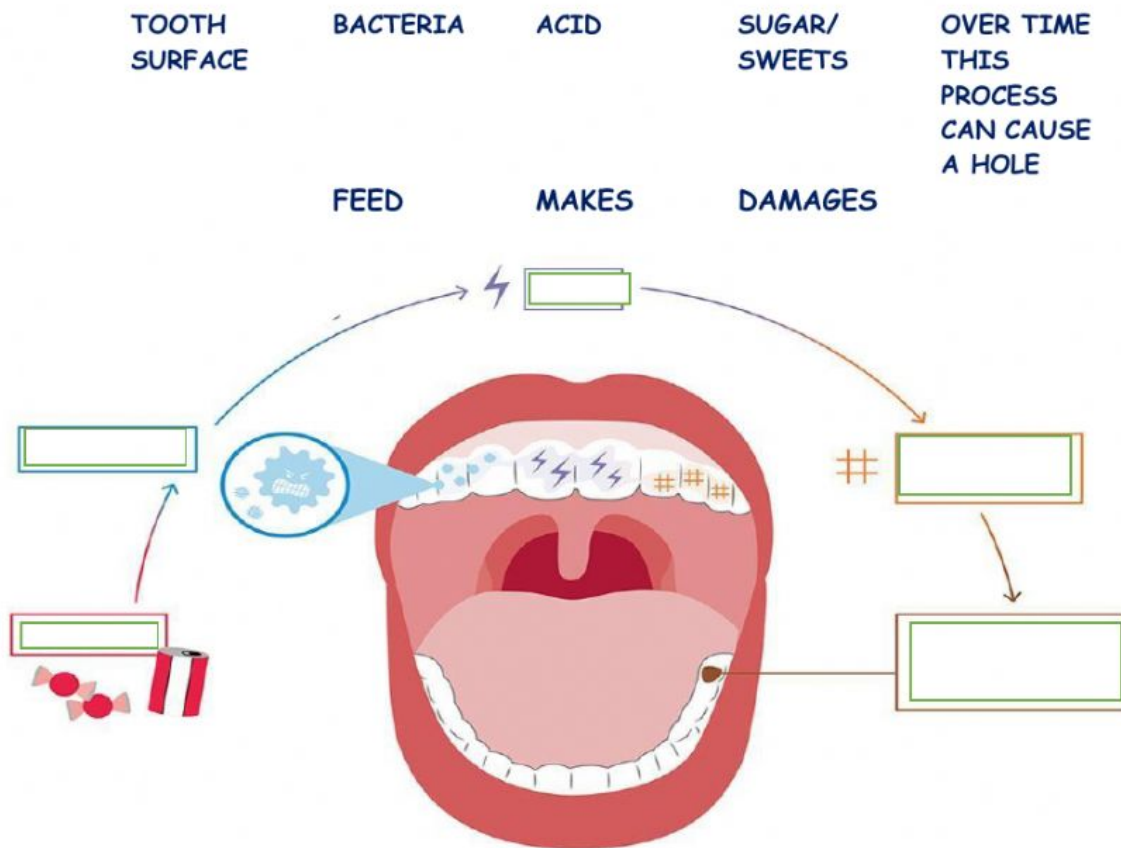 TOOTH
SURFACE
BACTERIA
ACID
SUGAR/
SWEETS
OVER TIME
THIS
PROCESS
CAN CAUSE
A HOLE
FEED
MAKES
DAMAGES